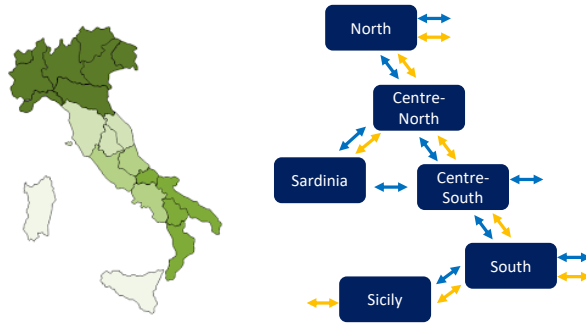 North
Centre-
North
Sardinia
Centre-
South
South
Sicily